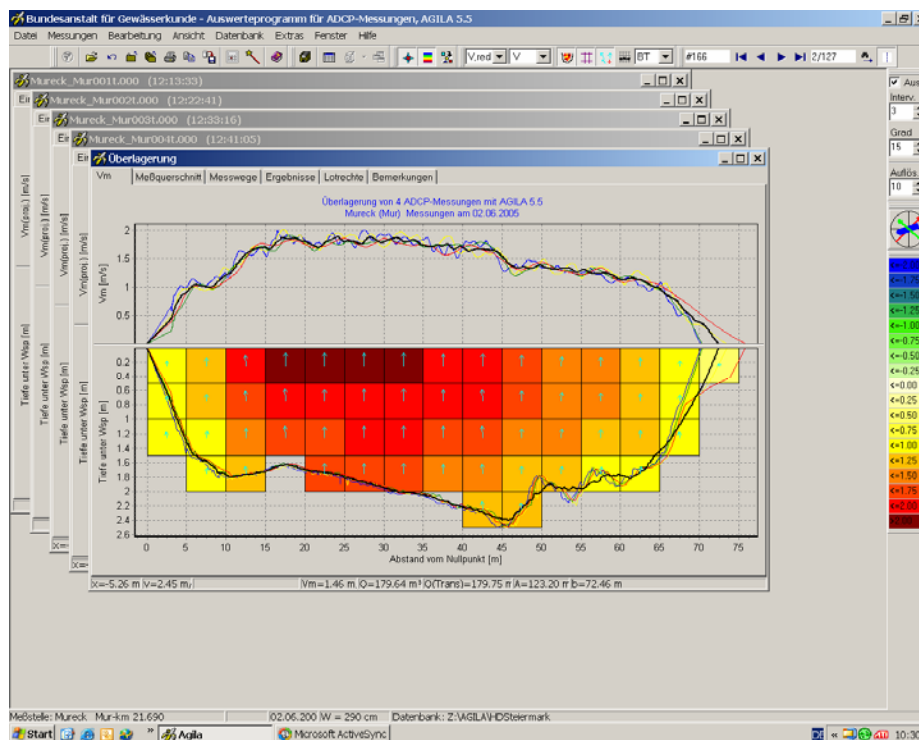 Bundesanstalt für Gewässerkunde - Auswerteprogramm für ADCP-Messungen, AGILA 5.5
Datei Messungen Bearbeitung Ansicht Datenbank Extras Fenster Hilfe
V,red V BT #166 2/127
Mureck_Mur001t.000 (12:13:33)
Mureck_Mur002t.000 (12:22:41)
Mureck_Mur003t.000 (12:33:16)
Mureck_Mur004t.000 (12:41:05)
Überlagerung
Vm Meßquerschnitt Messwege Ergebnisse Lotrechte Bemerkungen
Überlagerung von 4 ADCP-Messungen mit AGILA 5.5
Mureck (Mur) Messungen am 02.06.2005
Vm [m/s]
2
1.5
1
0.5
Tiefe unter Wsp [m]
0.2
0.4
0.6
0.8
1
1.2
1.4
1.6
1.8
2
2.2
2.4
2.6
0 5 10 15 20 25 30 35 40 45 50 55 60 65 70 75
Abstand vom Nullpunkt [m]
x=-5.26 m v=2.45 m/ Vm=1.46 m Q=179.64 m³ Q(Trans)=179.75 A=123.20 b=72.46 m
Vm(proj.) [m/s]
Vm(proj.) [m/s]
Vm(proj.) [m/s]
Vm(proj.) [m/s]
Tiefe unter Wsp [m]
Tiefe unter Wsp [m]
Tiefe unter Wsp [m]
Tiefe unter Wsp [m]
Aus
Interv.
3
Grad
15
Auflös.
10
<=-1.75
<=-1.50
<=-1.25
<=-1.00
<=-0.75
<=-0.50
<=-0.25
<=0.00
<=0.25
<=0.50
<=0.75
<=1.00
<=1.25
<=1.50
<=1.75
<=2.00
Meßstelle: Mureck Mur-km 21.690 02.06.200 W = 290 cm Datenbank: Z:\AGILA\HDSteiermark
Start Agila Microsoft ActiveSync DE 10:30